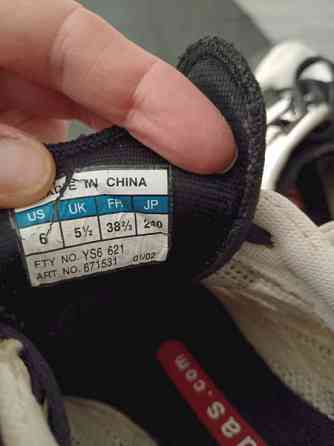 MADE IN CHINA
US UK FR JP
6 5½ 38⅔ 240
FTY NO. YS6 621 01/02
ART NO. 671531
das.com